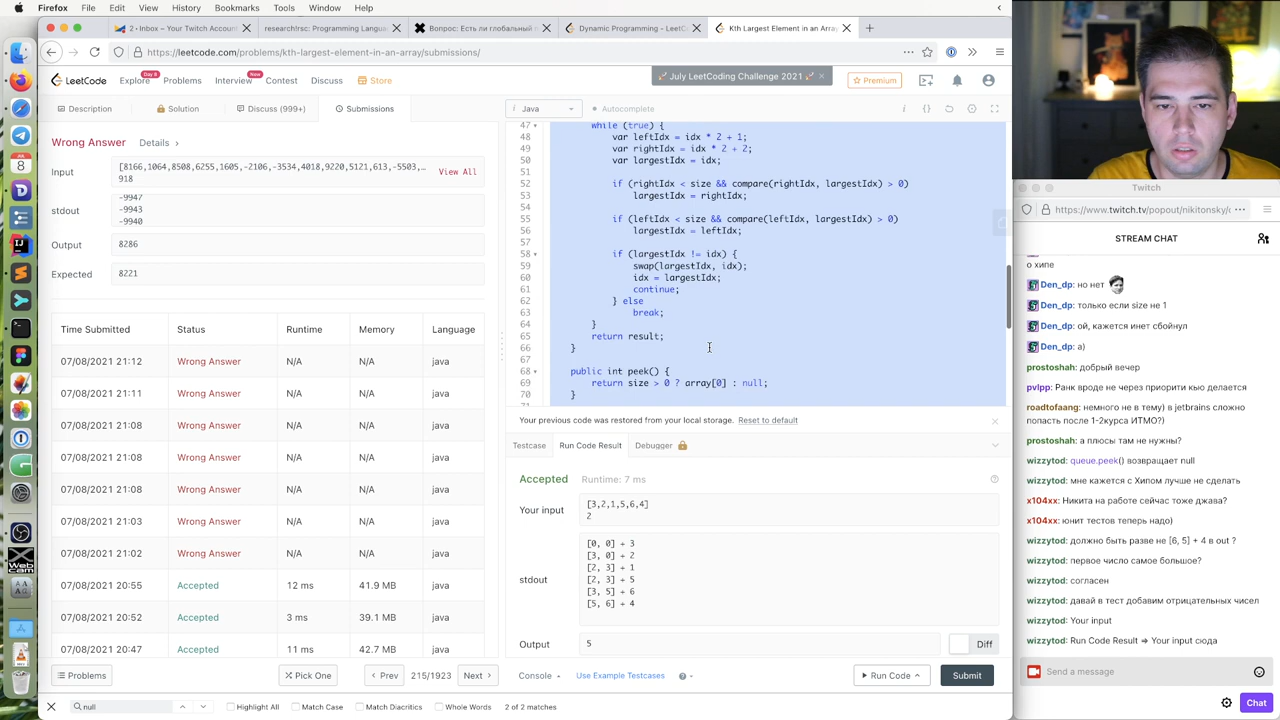 Firefox File Edit View History Bookmarks Tools Window Help
Inbox – Your Twitch Accoun
researchrsc: Programming Langua
Вопрос: Есть ли глобальный
Dynamic Programming - LeetCo
Kth Largest Element in an Array
https://leetcode.com/problems/kth-largest-element-in-an-array/submissions/
LeetCode Explore Problems Interview Contest Discuss Store
Day 8
New
July LeetCoding Challenge 2021
Premium
Description Solution Discuss (999+) Submissions
Java Autocomplete
Wrong Answer Details >
Input
[8166,1064,8508,6255,1605,-2106,-3534,4018,9220,5121,613,-5503,...
918
View All
stdout
-9947
-9943
-9940
Output 8286
Expected 8221
Time Submitted Status Runtime Memory Language
07/08/2021 21:12 Wrong Answer N/A N/A java
07/08/2021 21:11 Wrong Answer N/A N/A java
07/08/2021 21:08 Wrong Answer N/A N/A java
07/08/2021 21:08 Wrong Answer N/A N/A java
07/08/2021 21:08 Wrong Answer N/A N/A java
07/08/2021 21:03 Wrong Answer N/A N/A java
07/08/2021 21:02 Wrong Answer N/A N/A java
07/08/2021 20:55 Accepted 12 ms 41.9 MB java
07/08/2021 20:52 Accepted 3 ms 39.1 MB java
07/08/2021 20:47 Accepted 11 ms 42.4 MB java
47 while (true) {
48 var leftIdx = idx * 2 + 1;
49 var rightIdx = idx * 2 + 2;
50 var largestIdx = idx;
51
52 if (rightIdx < size && compare(rightIdx, largestIdx) > 0)
53 largestIdx = rightIdx;
54
55 if (leftIdx < size && compare(leftIdx, largestIdx) > 0)
56 largestIdx = leftIdx;
57
58 if (largestIdx != idx) {
59 swap(largestIdx, idx);
60 idx = largestIdx;
61 continue;
62 } else
63 break;
64 }
65 return result;
66 }
67
68 public int peek() {
69 return size > 0 ? array[0] : null;
70 }
Your previous code was restored from your local storage. Reset to default
Testcase Run Code Result Debugger
Accepted Runtime: 7 ms
Your input
[3,2,1,5,6,4]
2
stdout
[0, 0] + 3
[3, 0] + 2
[2, 3] + 1
[2, 3] + 5
[3, 5] + 6
[5, 6] + 4
Output 5
Diff
Problems Pick One Prev 215/1923 Next >
Console Use Example Testcases Run Code Submit
null Highlight All Match Case Match Diacritics Whole Words 2 of 2 matches
Twitch
https://www.twitch.tv/popout/nikitonsky/c
STREAM CHAT
о хипе
Den_dp: но нет
Den_dp: только если size не 1
Den_dp: ой, кажется инет сбойнул
Den_dp: а)
prostoshah: добрый вечер
pvlpp: Ранк вроде не через приорити кью делается
roadtofaang: немного не в тему) в jetbrains сложно
попасть после 1-2курса ИТМО?)
prostoshah: а плюсы там не нужны?
wizzytod: queue.peek() возвращает null
wizzytod: мне кажется с Хипом лучше не сделать
x104xx: Никита на работе сейчас тоже джава?
x104xx: юнит тестов теперь надо)
wizzytod: должно быть разве не [6, 5] + 4 в out ?
wizzytod: первое число самое большое?
wizzytod: согласен
wizzytod: давай в тест добавим отрицательных чисел
wizzytod: Your input
wizzytod: Run Code Result => Your input сюда
Send a message
Chat